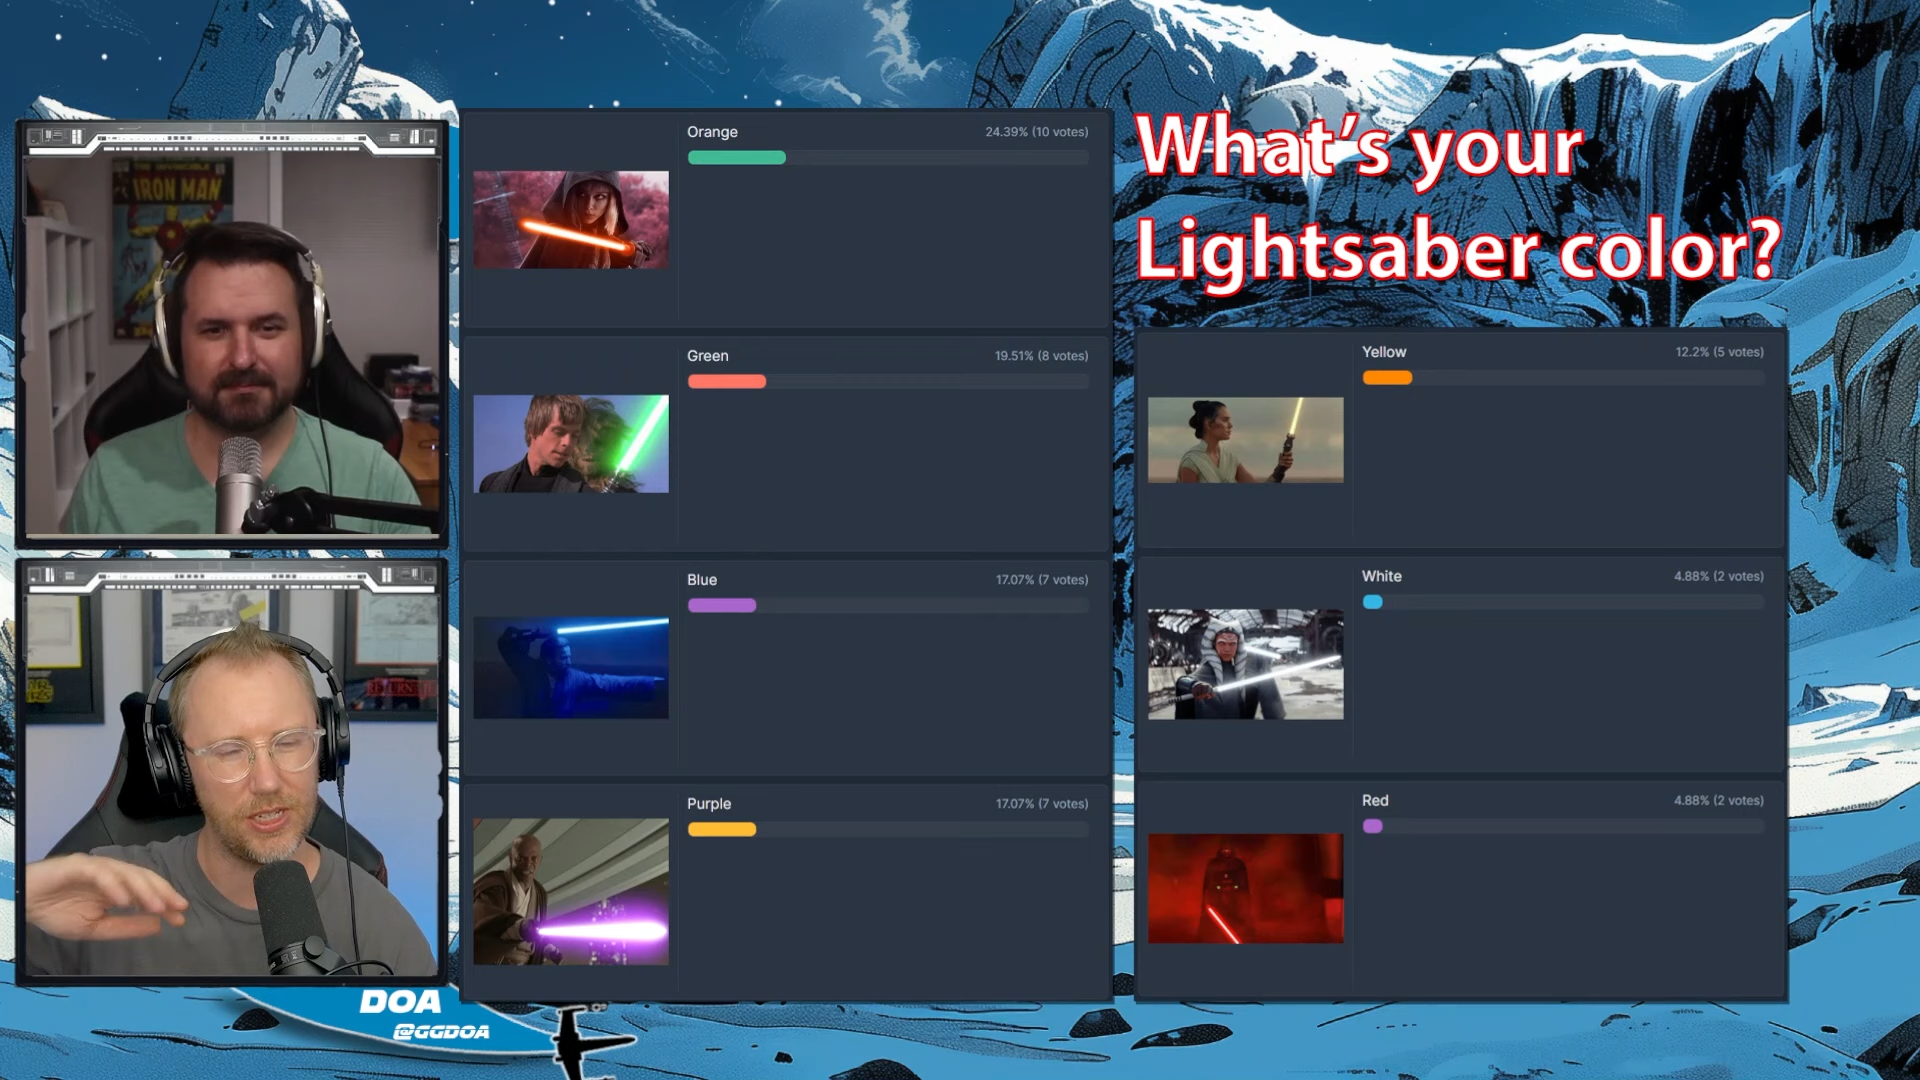 THE INVINCIBLE
IRON MAN
Orange
24.39% (10 votes)
Green
19.51% (8 votes)
Blue
17.07% (7 votes)
Purple
17.07% (7 votes)
What's your
Lightsaber color?
Yellow
12.2% (5 votes)
White
4.88% (2 votes)
Red
4.88% (2 votes)
DOA
@GGDOA